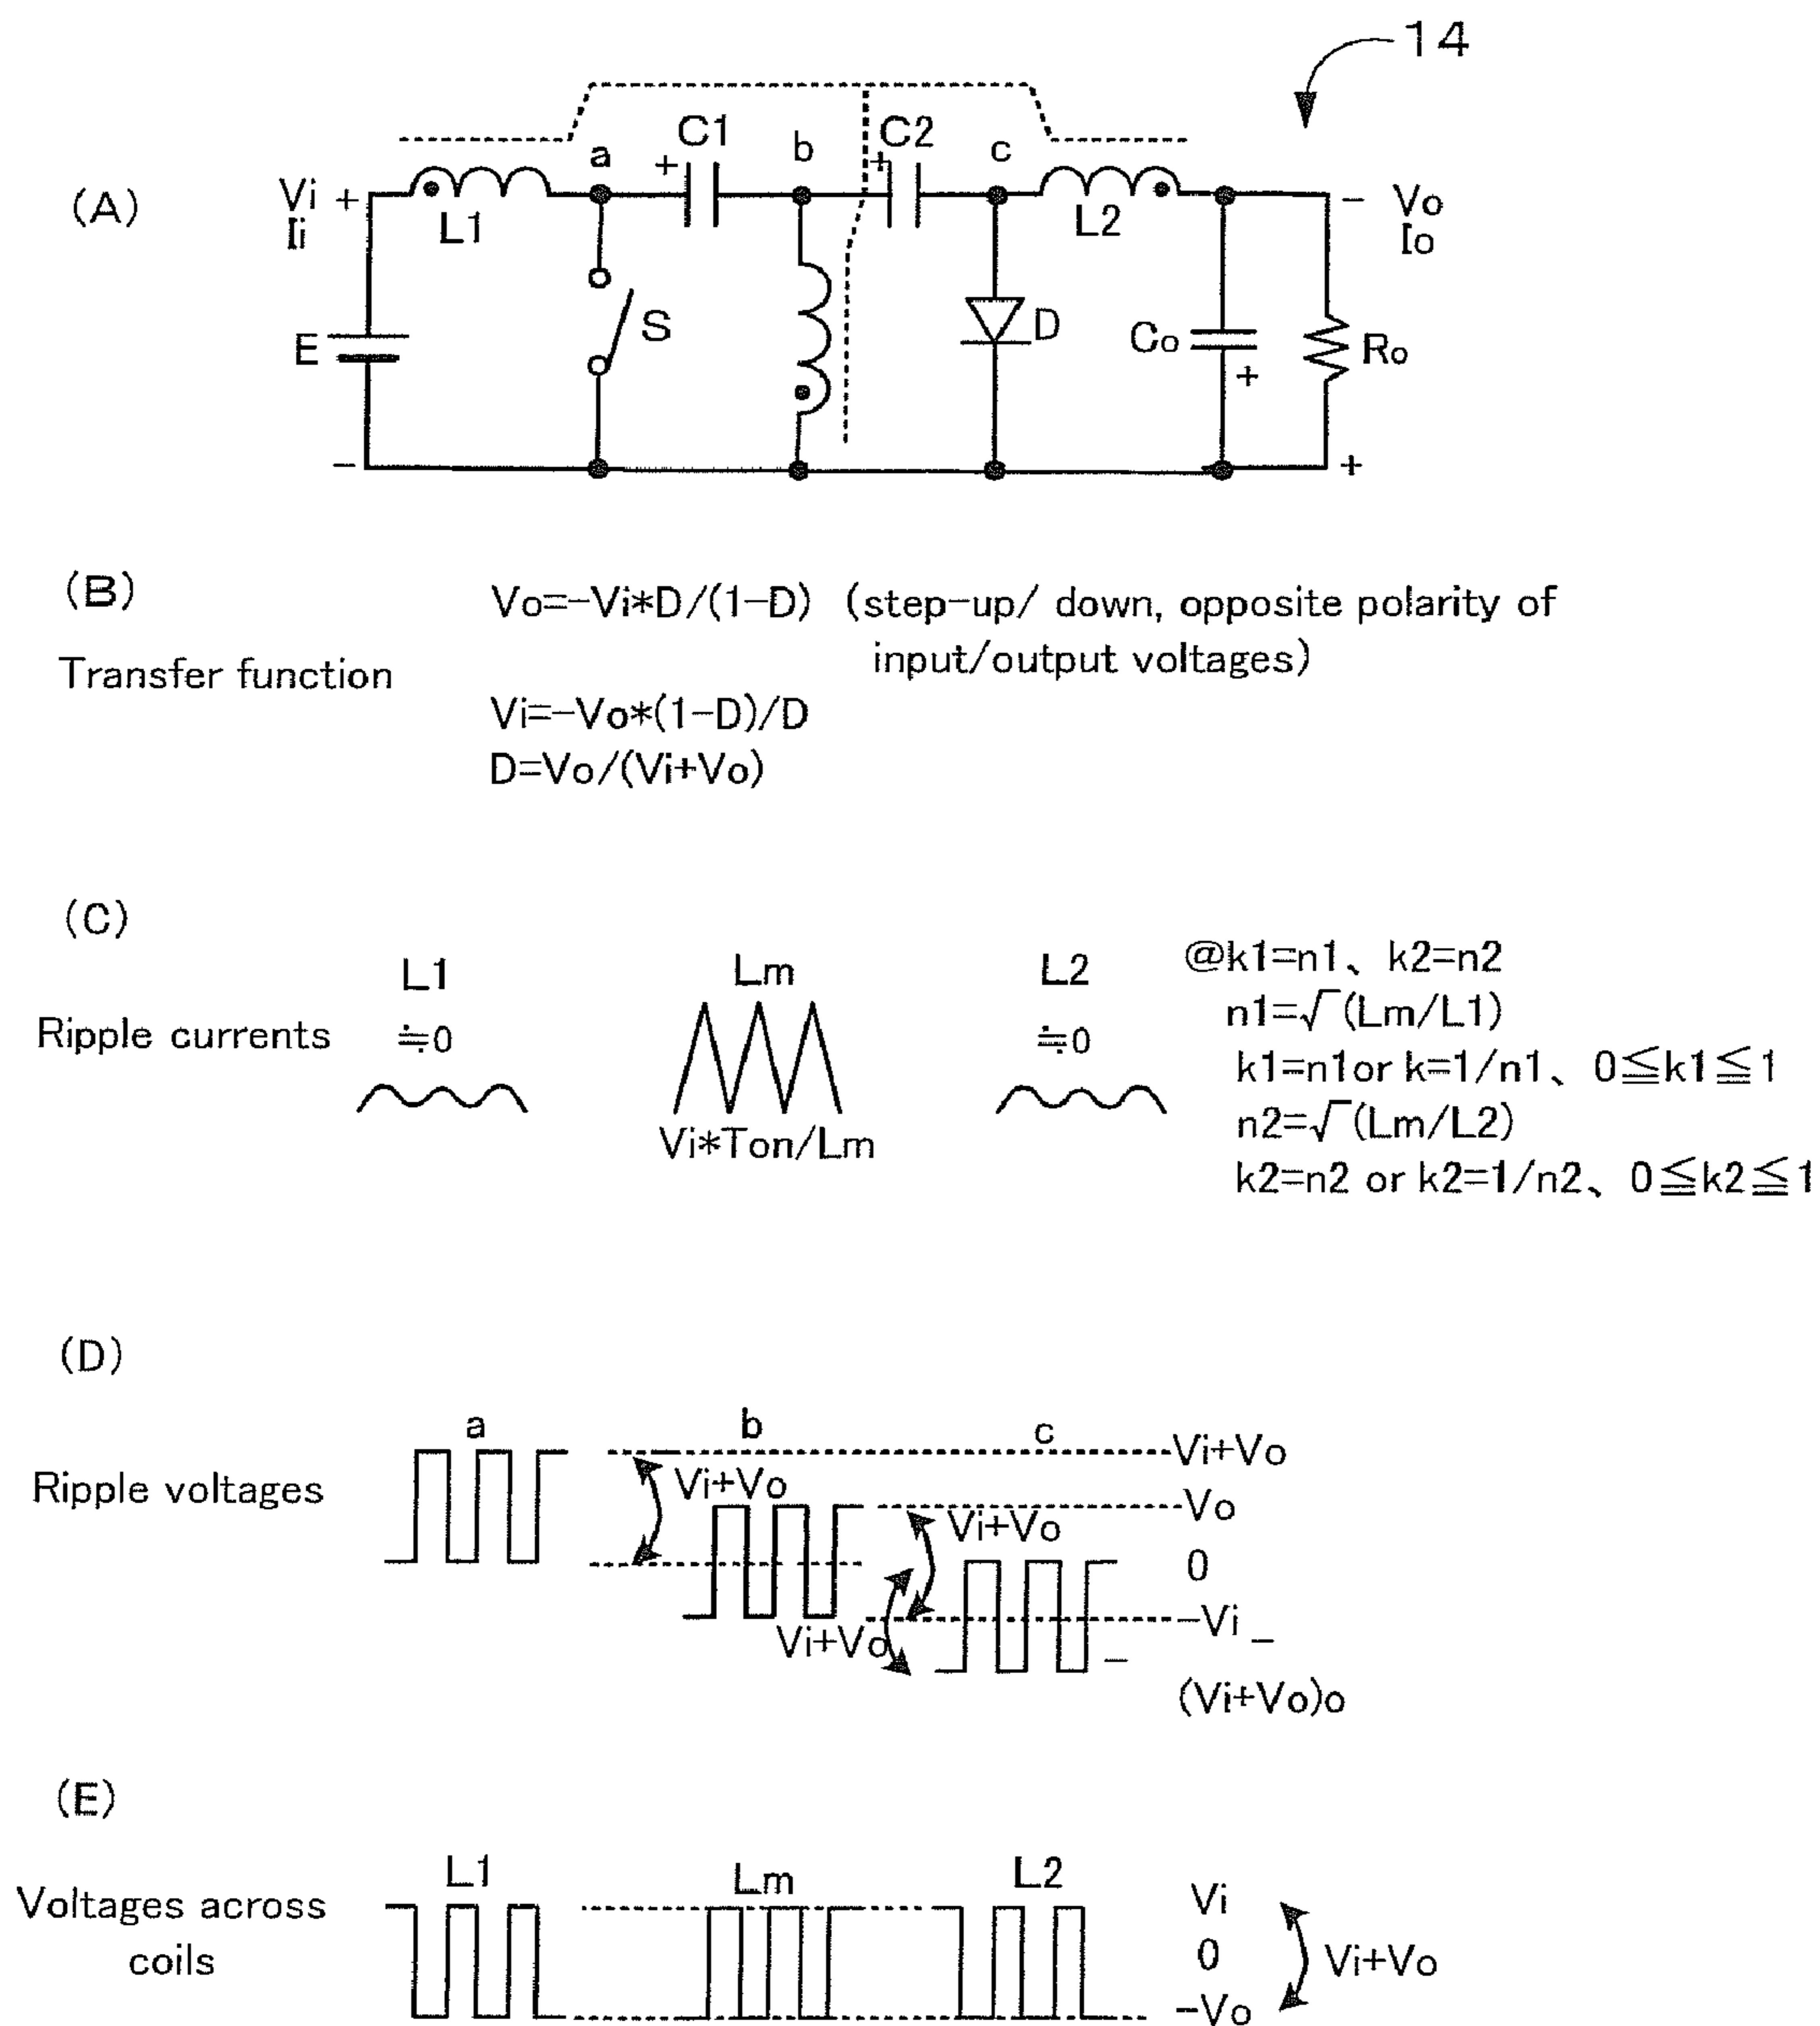 14
(A)
Vi +
Ii
L1
a
+
C1
b
+
C2
c
L2
- Vo
Io
E
S
D
Co
+
Ro
-
+
(B)
Transfer function
Vo=-Vi*D/(1-D) (step-up/ down, opposite polarity of
input/output voltages)
Vi=-Vo*(1-D)/D
D=Vo/(Vi+Vo)
(C)
Ripple currents
L1
≒0
Lm
Vi*Ton/Lm
L2
≒0
@k1=n1、 k2=n2
n1=√(Lm/L1)
k1=n1or k=1/n1、 0≦k1≦1
n2=√(Lm/L2)
k2=n2 or k2=1/n2、 0≦k2≦1
(D)
Ripple voltages
a
b
c
Vi+Vo
Vi+Vo
Vo
Vi+Vo
0
-Vi _
Vi+Vo
_
(Vi+Vo)o
(E)
Voltages across
coils
L1
Lm
L2
Vi
0
-Vo
Vi+Vo